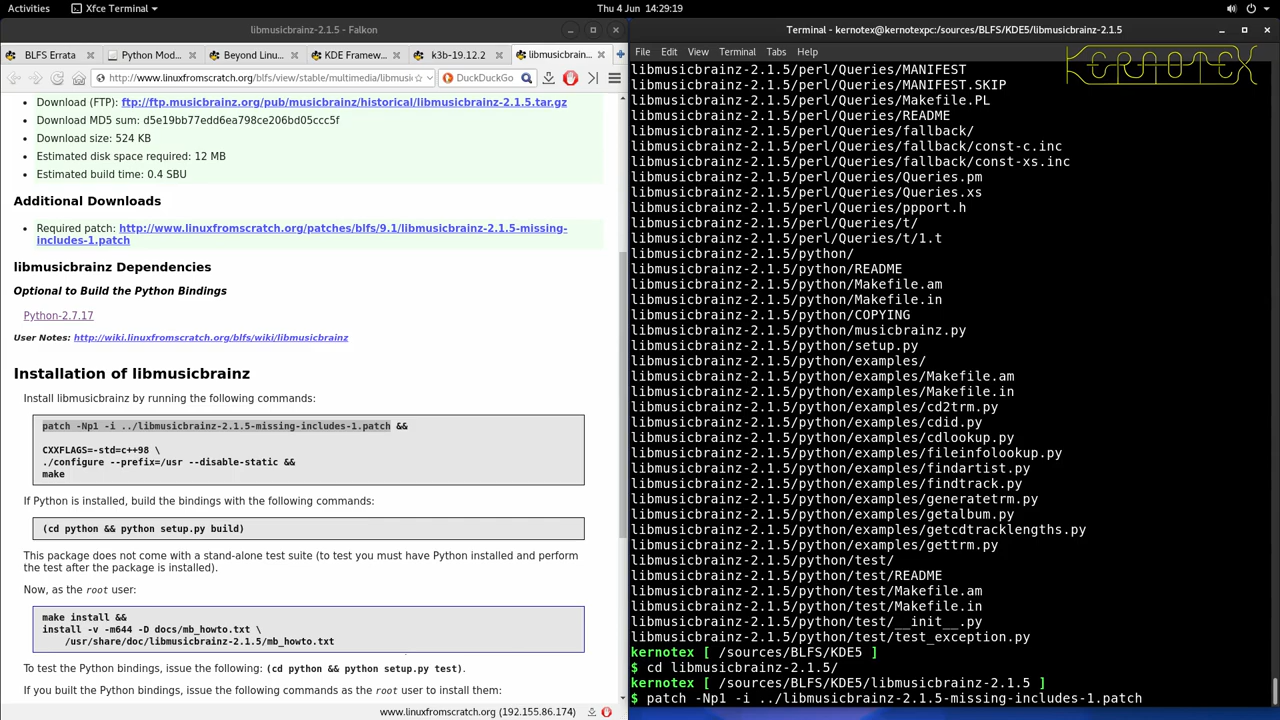 Activities
Xfce Terminal
Thu 4 Jun 14:29:19
libmusicbrainz-2.1.5 - Falkon
BLFS Errata
Python Mod...
Beyond Linu...
KDE Framew...
k3b-19.12.2
libmusicbrain...
http://www.linuxfromscratch.org/blfs/view/stable/multimedia/libmusi
DuckDuckGo
Download (FTP): ftp://ftp.musicbrainz.org/pub/musicbrainz/historical/libmusicbrainz-2.1.5.tar.gz
Download MD5 sum: d5e19bb77edd6ea798ce206bd05ccc5f
Download size: 524 KB
Estimated disk space required: 12 MB
Estimated build time: 0.4 SBU
Additional Downloads
Required patch: http://www.linuxfromscratch.org/patches/blfs/9.1/libmusicbrainz-2.1.5-missing-
includes-1.patch
libmusicbrainz Dependencies
Optional to Build the Python Bindings
Python-2.7.17
User Notes: http://wiki.linuxfromscratch.org/blfs/wiki/libmusicbrainz
Installation of libmusicbrainz
Install libmusicbrainz by running the following commands:
patch -Np1 -i ../libmusicbrainz-2.1.5-missing-includes-1.patch &&
CXXFLAGS=-std=c++98 \
./configure --prefix=/usr --disable-static &&
make
If Python is installed, build the bindings with the following commands:
(cd python && python setup.py build)
This package does not come with a stand-alone test suite (to test you must have Python installed and perform
the test after the package is installed).
Now, as the root user:
make install &&
install -v -m644 -D docs/mb_howto.txt \
/usr/share/doc/libmusicbrainz-2.1.5/mb_howto.txt
To test the Python bindings, issue the following: (cd python && python setup.py test).
If you built the Python bindings, issue the following commands as the root user to install them:
www.linuxfromscratch.org (192.155.86.174)
Terminal - kernotex@kernotexpc:/sources/BLFS/KDE5/libmusicbrainz-2.1.5
File Edit View Terminal Tabs Help
KERNOTEX
libmusicbrainz-2.1.5/perl/Queries/MANIFEST
libmusicbrainz-2.1.5/perl/Queries/MANIFEST.SKIP
libmusicbrainz-2.1.5/perl/Queries/Makefile.PL
libmusicbrainz-2.1.5/perl/Queries/README
libmusicbrainz-2.1.5/perl/Queries/fallback/
libmusicbrainz-2.1.5/perl/Queries/fallback/const-c.inc
libmusicbrainz-2.1.5/perl/Queries/fallback/const-xs.inc
libmusicbrainz-2.1.5/perl/Queries/Queries.pm
libmusicbrainz-2.1.5/perl/Queries/Queries.xs
libmusicbrainz-2.1.5/perl/Queries/ppport.h
libmusicbrainz-2.1.5/perl/Queries/t/
libmusicbrainz-2.1.5/perl/Queries/t/1.t
libmusicbrainz-2.1.5/python/
libmusicbrainz-2.1.5/python/README
libmusicbrainz-2.1.5/python/Makefile.am
libmusicbrainz-2.1.5/python/Makefile.in
libmusicbrainz-2.1.5/python/COPYING
libmusicbrainz-2.1.5/python/musicbrainz.py
libmusicbrainz-2.1.5/python/setup.py
libmusicbrainz-2.1.5/python/examples/
libmusicbrainz-2.1.5/python/examples/Makefile.am
libmusicbrainz-2.1.5/python/examples/Makefile.in
libmusicbrainz-2.1.5/python/examples/cd2trm.py
libmusicbrainz-2.1.5/python/examples/cdid.py
libmusicbrainz-2.1.5/python/examples/cdlookup.py
libmusicbrainz-2.1.5/python/examples/fileinfolookup.py
libmusicbrainz-2.1.5/python/examples/findartist.py
libmusicbrainz-2.1.5/python/examples/findtrack.py
libmusicbrainz-2.1.5/python/examples/generatetrm.py
libmusicbrainz-2.1.5/python/examples/getalbum.py
libmusicbrainz-2.1.5/python/examples/getcdtracklengths.py
libmusicbrainz-2.1.5/python/examples/gettrm.py
libmusicbrainz-2.1.5/python/test/
libmusicbrainz-2.1.5/python/test/README
libmusicbrainz-2.1.5/python/test/Makefile.am
libmusicbrainz-2.1.5/python/test/Makefile.in
libmusicbrainz-2.1.5/python/test/__init__.py
libmusicbrainz-2.1.5/python/test/test_exception.py
kernotex [ /sources/BLFS/KDE5 ]
$ cd libmusicbrainz-2.1.5/
kernotex [ /sources/BLFS/KDE5/libmusicbrainz-2.1.5 ]
$ patch -Np1 -i ../libmusicbrainz-2.1.5-missing-includes-1.patch